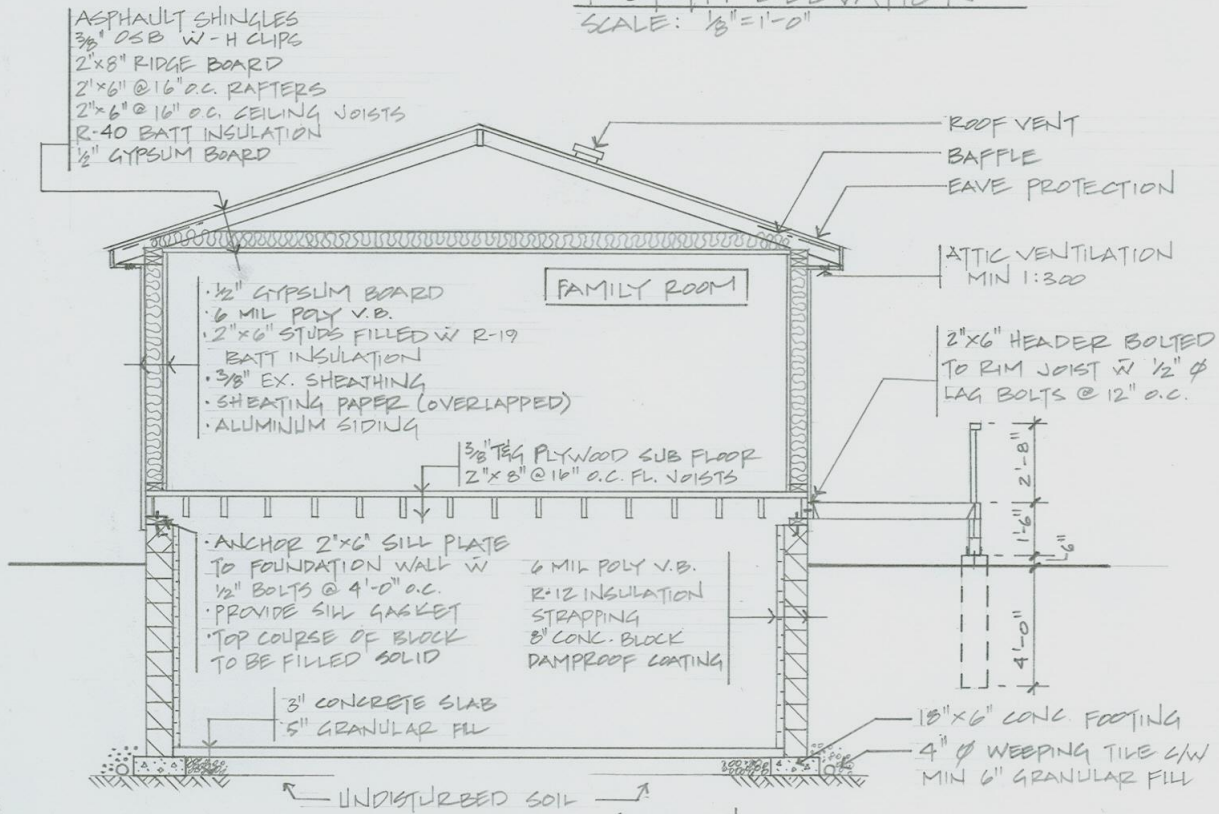 SCALE: 1/8"=1'-0"
ASPHAULT SHINGLES
3/8" OSB W̄ - H CLIPS
2"x8" RIDGE BOARD
2"x6" @ 16" O.C. RAFTERS
2"x6" @ 16" O.C. CEILING JOISTS
R-40 BATT INSULATION
1/2" GYPSUM BOARD
ROOF VENT
BAFFLE
EAVE PROTECTION
ATTIC VENTILATION
MIN 1:300
FAMILY ROOM
· 1/2" GYPSUM BOARD
· 6 MIL POLY V.B.
· 2"x6" STUDS FILLED W̄ R-19
BATT INSULATION
· 3/8" EX. SHEATHING
· SHEATING PAPER (OVERLAPPED)
· ALUMINUM SIDING
2"x6" HEADER BOLTED
TO RIM JOIST W̄ 1/2" Ø
LAG BOLTS @ 12" O.C.
3/8" T&G PLYWOOD SUB FLOOR
2"x8" @ 16" O.C. FL. JOISTS
2'-8"
1'-6"
6"
4'-0"
· ANCHOR 2"x6" SILL PLATE
TO FOUNDATION WALL W̄
1/2" BOLTS @ 4'-0" O.C.
· PROVIDE SILL GASKET
· TOP COURSE OF BLOCK
TO BE FILLED SOLID
6 MIL POLY V.B.
R-12 INSULATION
STRAPPING
8" CONC. BLOCK
DAMPROOF COATING
3" CONCRETE SLAB
5" GRANULAR FILL
18"x6" CONC. FOOTING
4" Ø WEEPING TILE C/W
MIN 6" GRANULAR FILL
UNDISTURBED SOIL